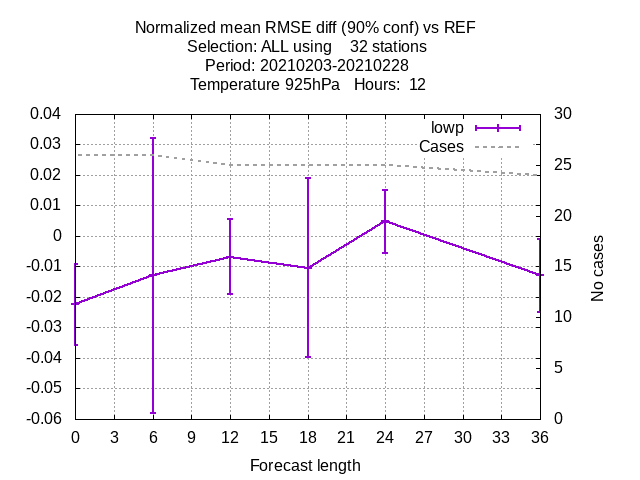 Normalized mean RMSE diff (90% conf) vs REF
Selection: ALL using    32 stations
Period: 20210203-20210228
Temperature 925hPa   Hours:  12
0.04
0.03
0.02
0.01
0
-0.01
-0.02
-0.03
-0.04
-0.05
-0.06
lowp
Cases
30
25
20
15
10
5
0
No cases
0 3 6 9 12 15 18 21 24 27 30 33 36
Forecast length